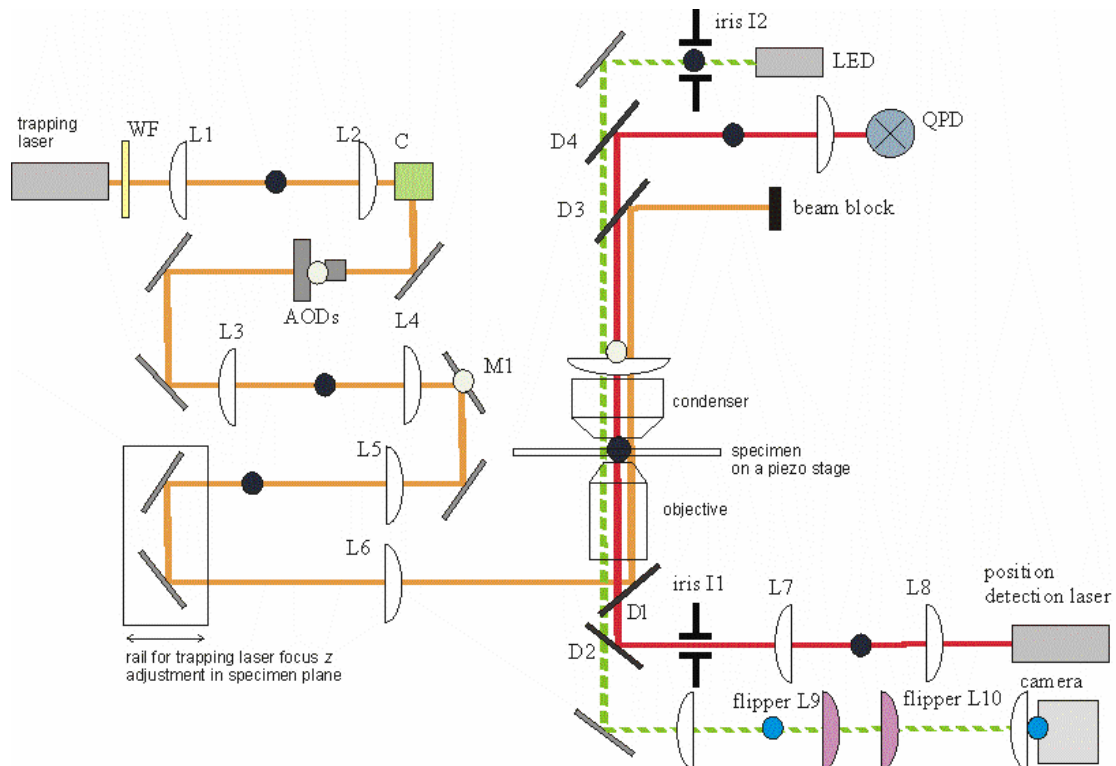 iris I2
LED
trapping
laser
WF
L1
L2
C
D4
QPD
D3
beam block
AODs
L3
L4
M1
condenser
specimen
on a piezo stage
L5
objective
L6
iris I1
L7
L8
position
detection laser
D1
D2
rail for trapping laser focus z
adjustment in specimen plane
flipper L9
flipper L10
camera